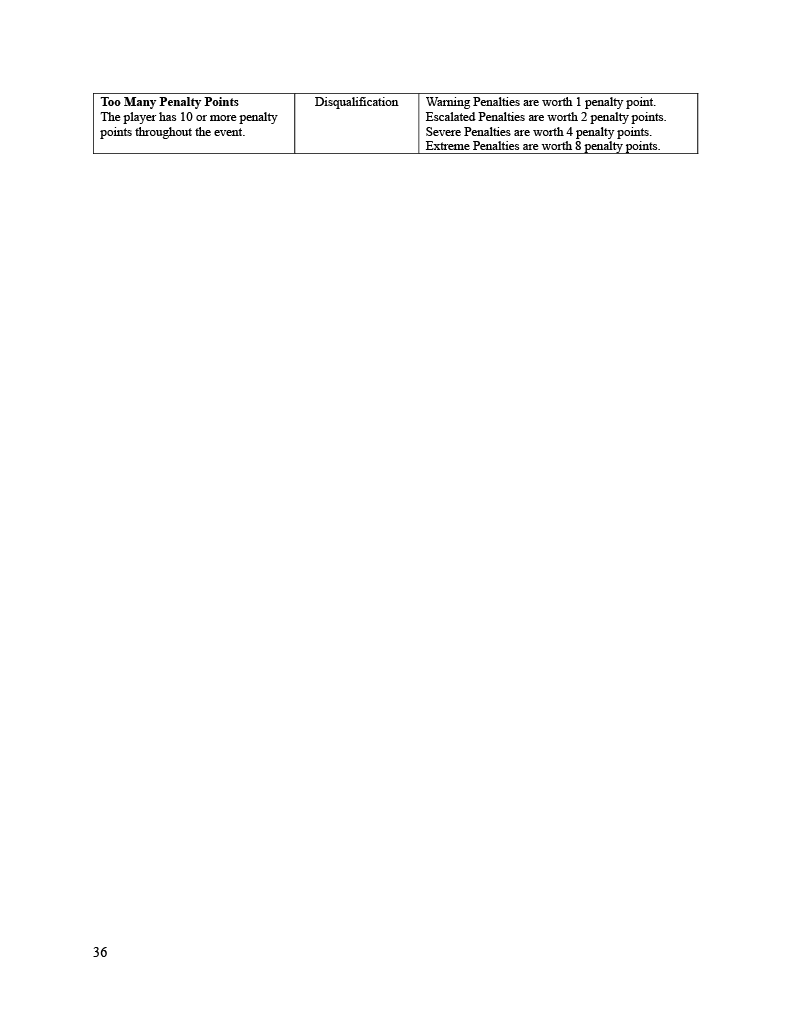 Too Many Penalty Points
The player has 10 or more penalty
points throughout the event.
Disqualification
Warning Penalties are worth 1 penalty point.
Escalated Penalties are worth 2 penalty points.
Severe Penalties are worth 4 penalty points.
Extreme Penalties are worth 8 penalty points.
36